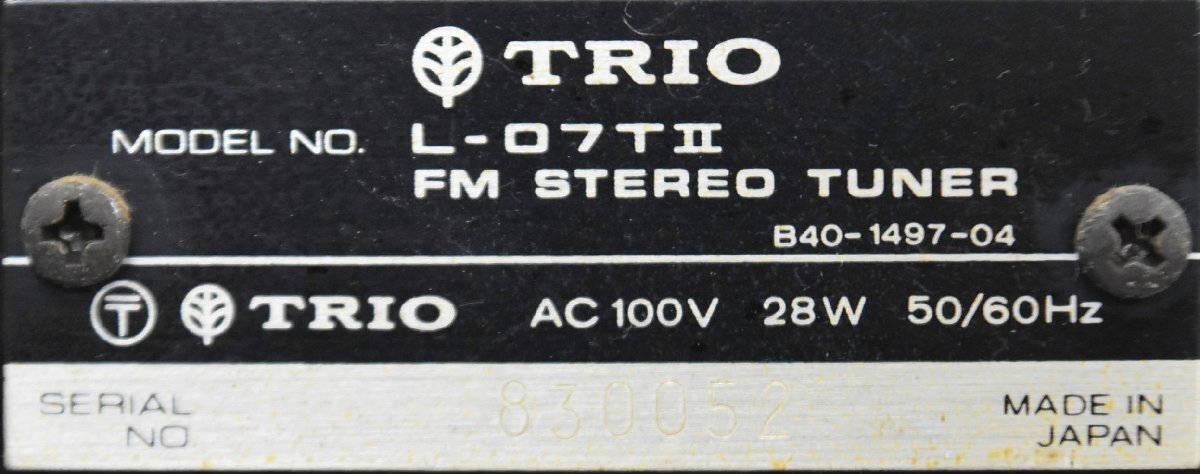 TRIO
MODEL NO. L-07TII
FM STEREO TUNER
B40-1497-04
〒 TRIO AC 100V 28W 50/60Hz
SERIAL NO 830052 MADE IN JAPAN